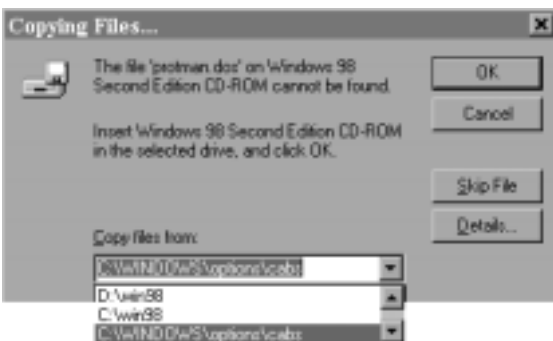 Copying Files...
The file 'protman.dos' on Windows 98
Second Edition CD-ROM cannot be found.
Insert Windows 98 Second Edition CD-ROM
in the selected drive, and click OK.
OK
Cancel
Skip File
Details...
Copy files from:
C:\WINDOWS\options\cabs
D:\win98
C:\win98
C:\WINDOWS\options\cabs